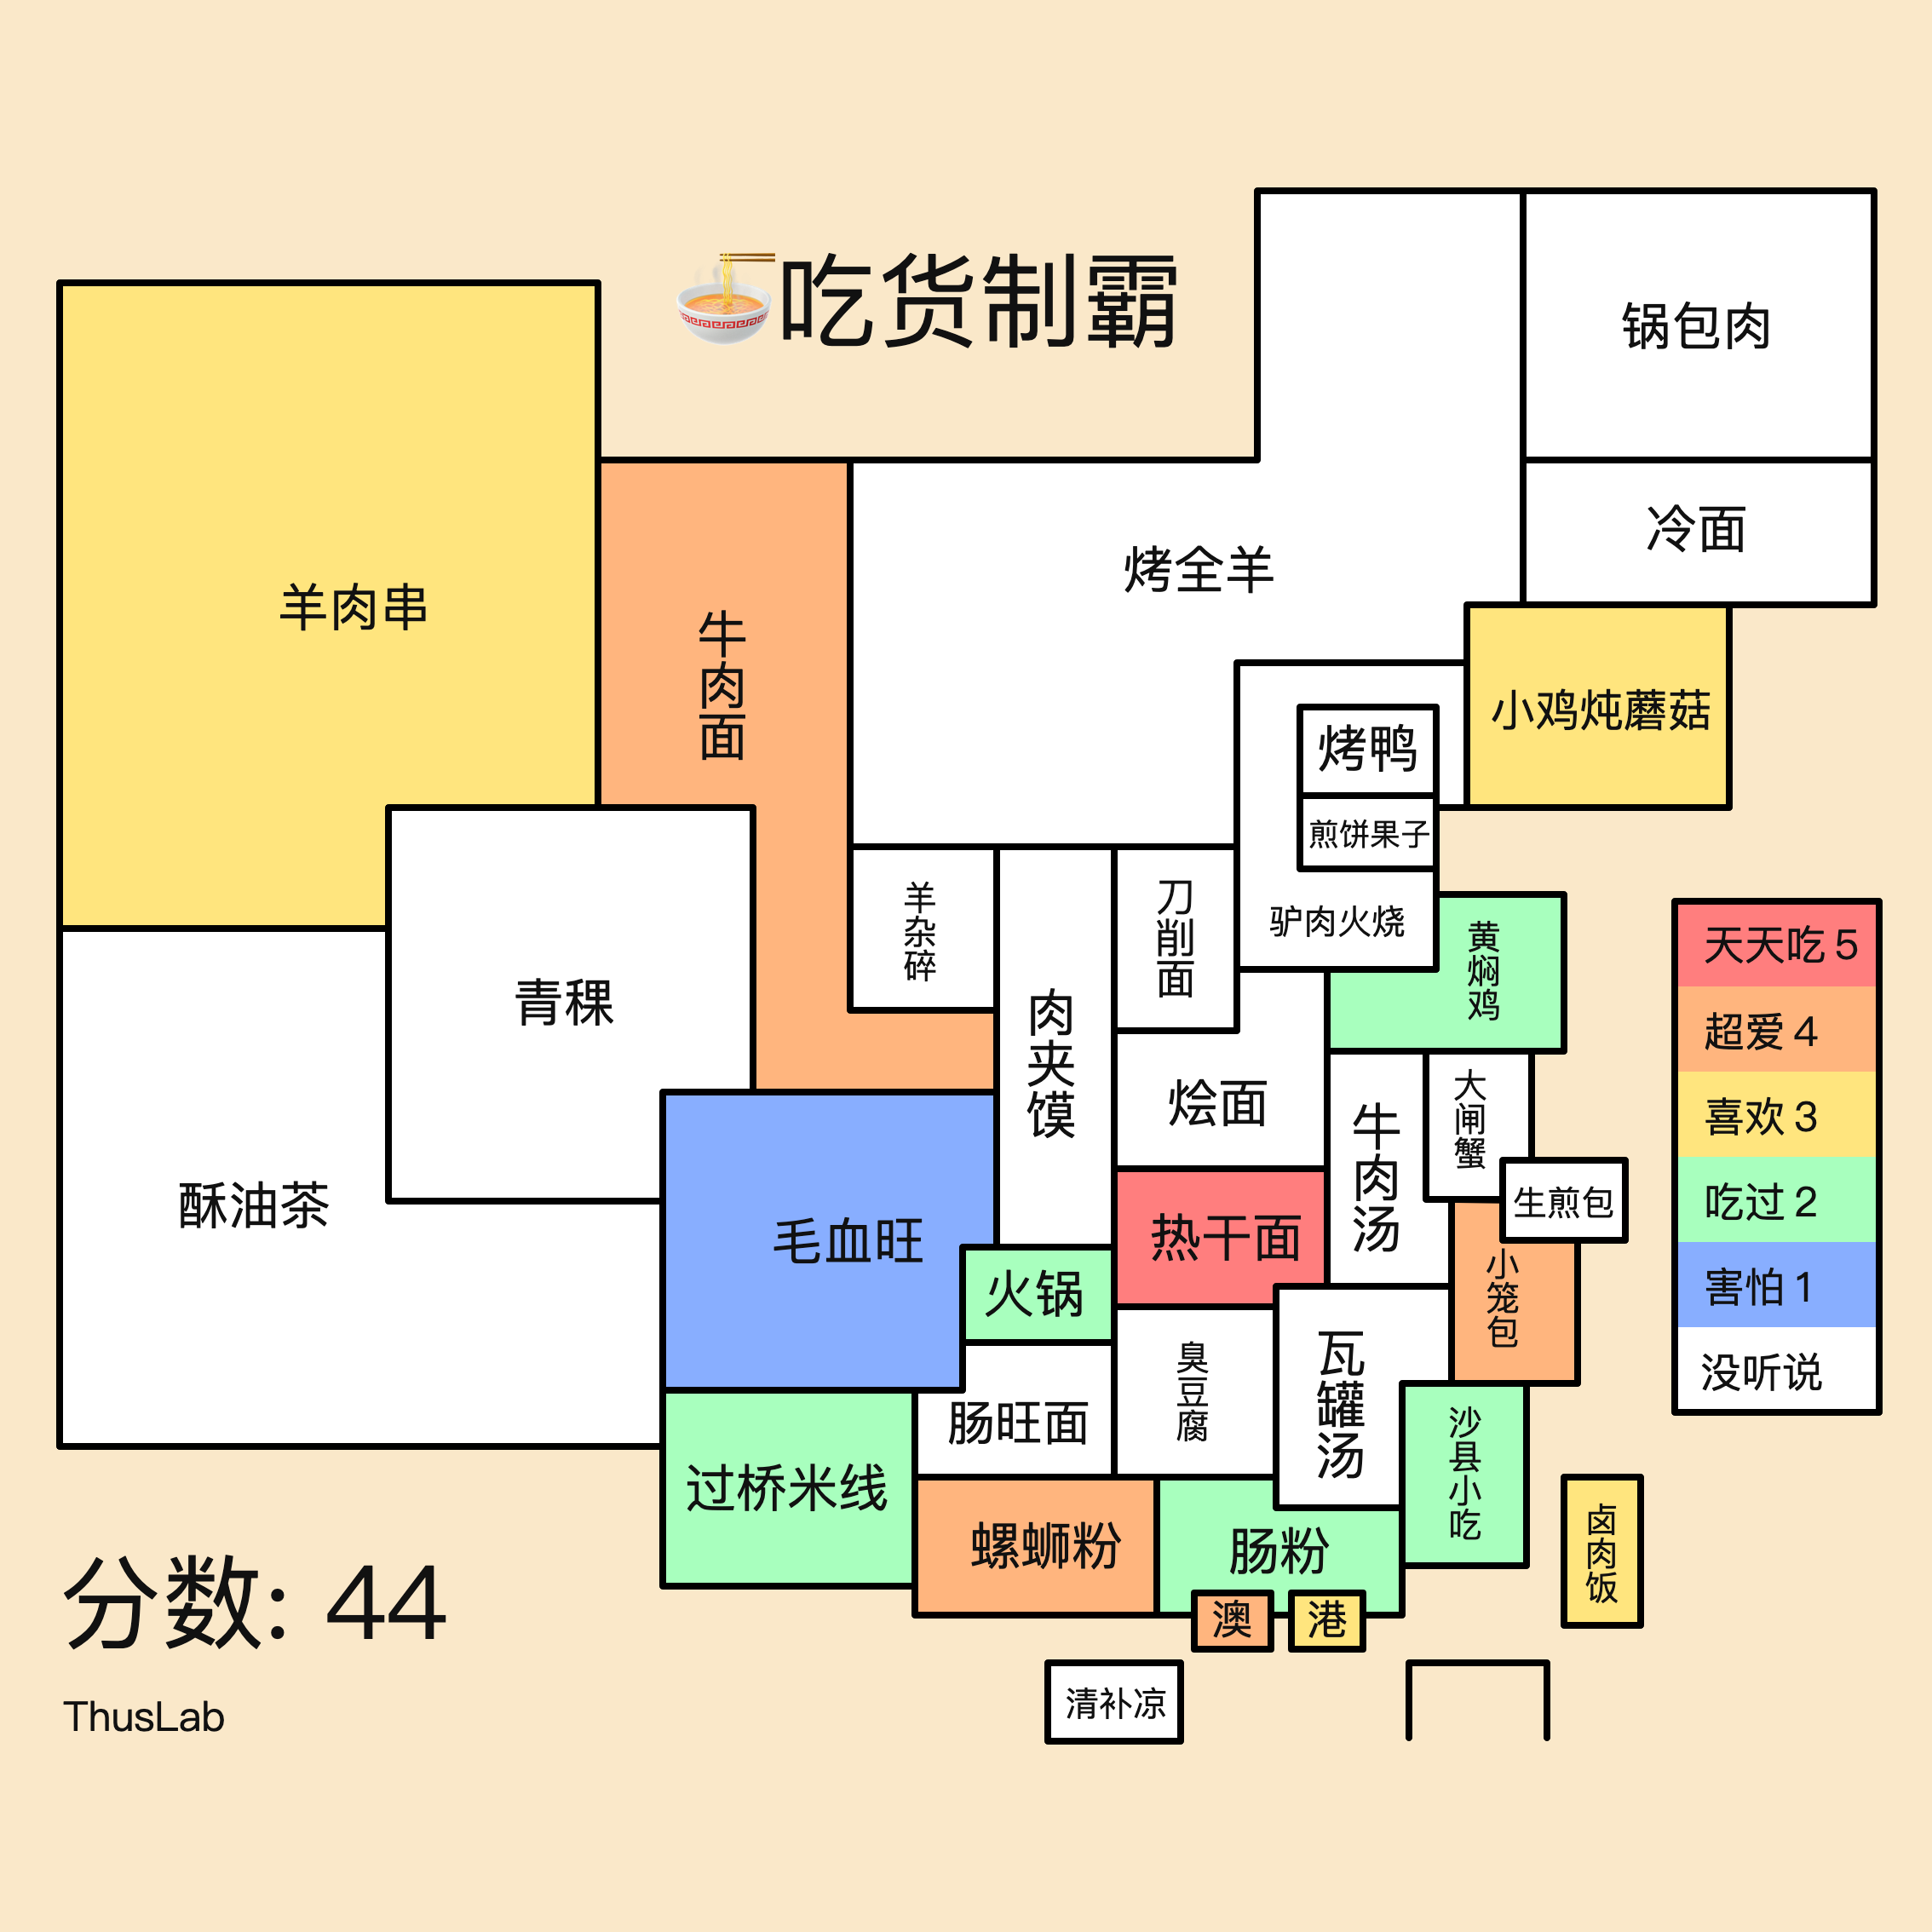 🍜吃货制霸
锅包肉
冷面
烤全羊
羊肉串
牛肉面
小鸡炖蘑菇
烤鸭
煎饼果子
驴肉火烧
羊杂碎
刀削面
黄焖鸡
青稞
肉夹馍
烩面
牛肉汤
大闸蟹
生煎包
酥油茶
毛血旺
热干面
小笼包
火锅
臭豆腐
瓦罐汤
肠旺面
沙县小吃
过桥米线
螺蛳粉
肠粉
卤肉饭
澳
港
清补凉
天天吃 5
超爱 4
喜欢 3
吃过 2
害怕 1
没听说
分数: 44
ThusLab